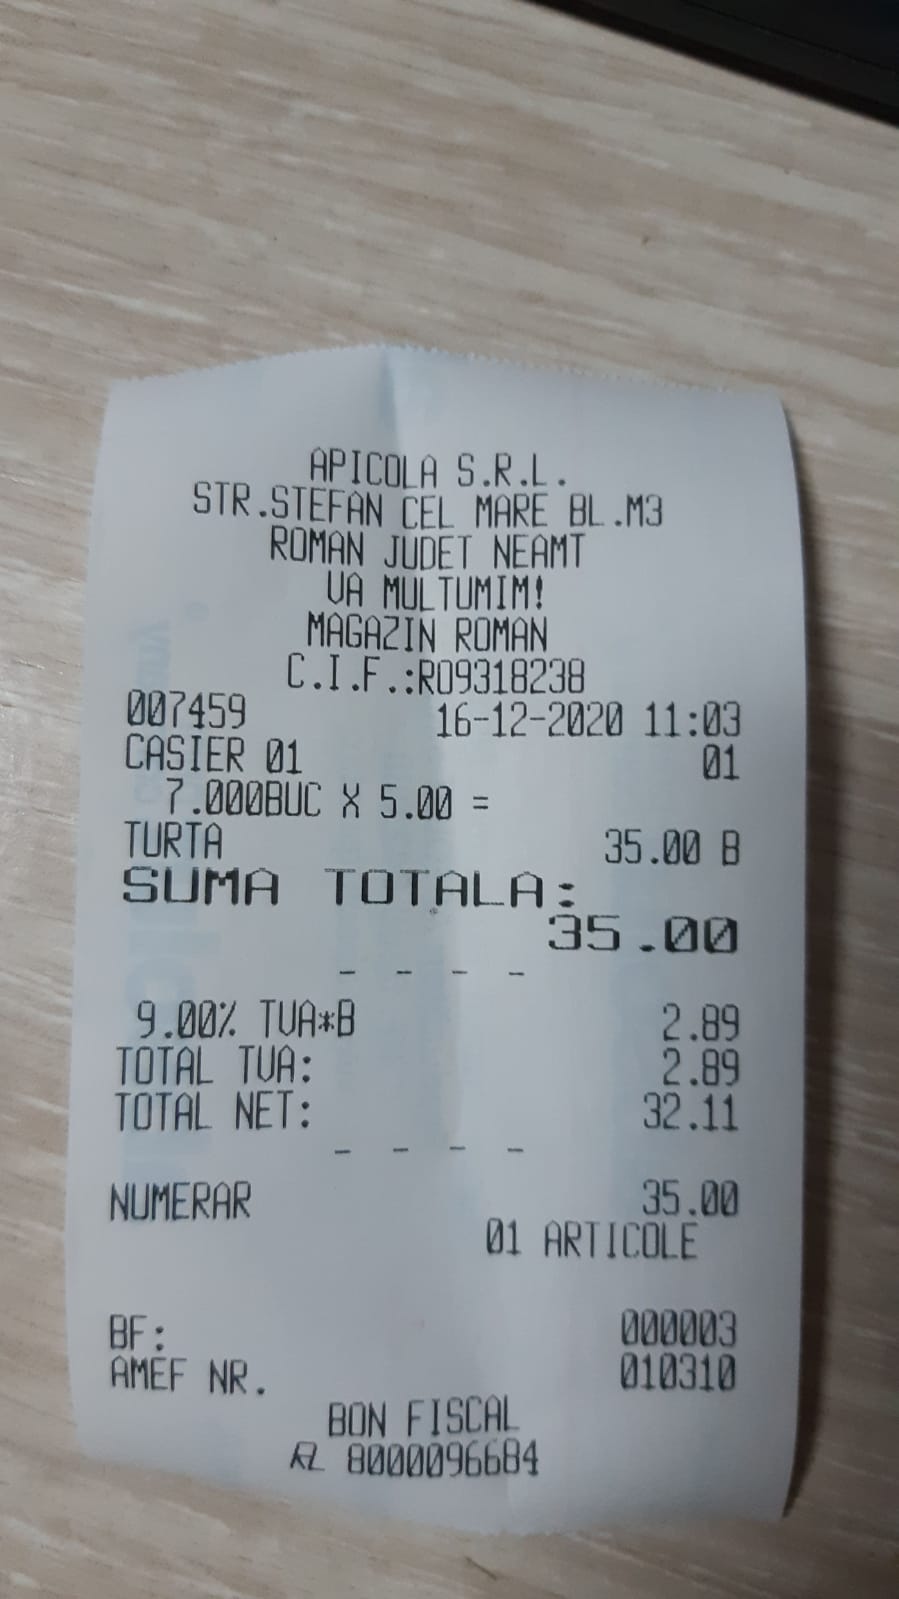 APICOLA S.R.L.
STR.STEFAN CEL MARE BL.M3
ROMAN JUDET NEAMT
VA MULTUMIM!
MAGAZIN ROMAN
C.I.F.:RO9318238
007459 16-12-2020 11:03
CASIER 01 01
7.000BUC X 5.00 =
TURTA 35.00 B
SUMA TOTALA:
35.00
- - - -
9.00% TVA*B 2.89
TOTAL TVA: 2.89
TOTAL NET: 32.11
- - - -
NUMERAR 35.00
01 ARTICOLE
BF: 000003
AMEF NR. 010310
BON FISCAL
8000096684